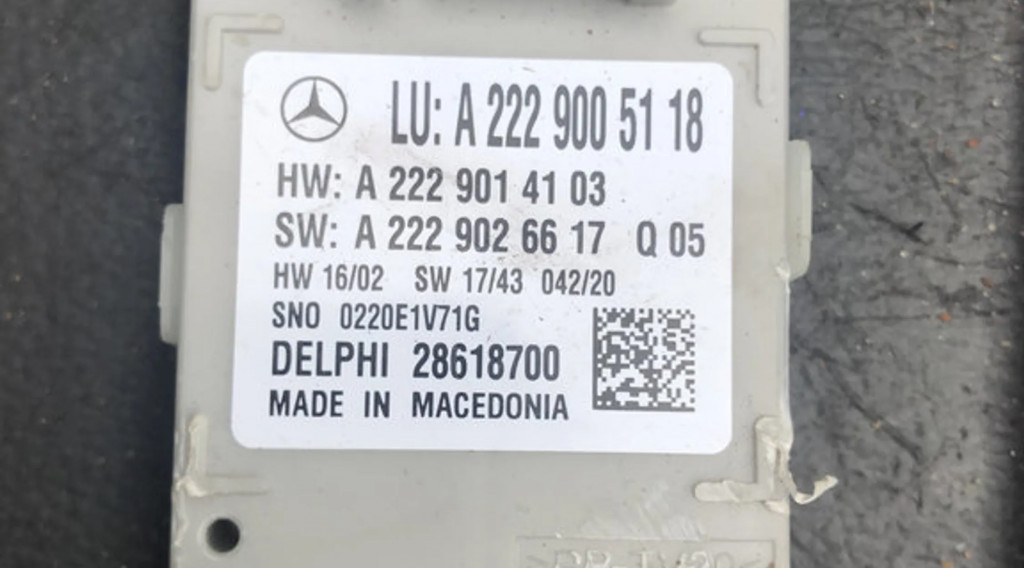 LU: A 222 900 51 18
HW: A 222 901 41 03
SW: A 222 902 66 17 Q 05
HW 16/02 SW 17/43 042/20
SNO 0220E1V71G
DELPHI 28618700
MADE IN MACEDONIA